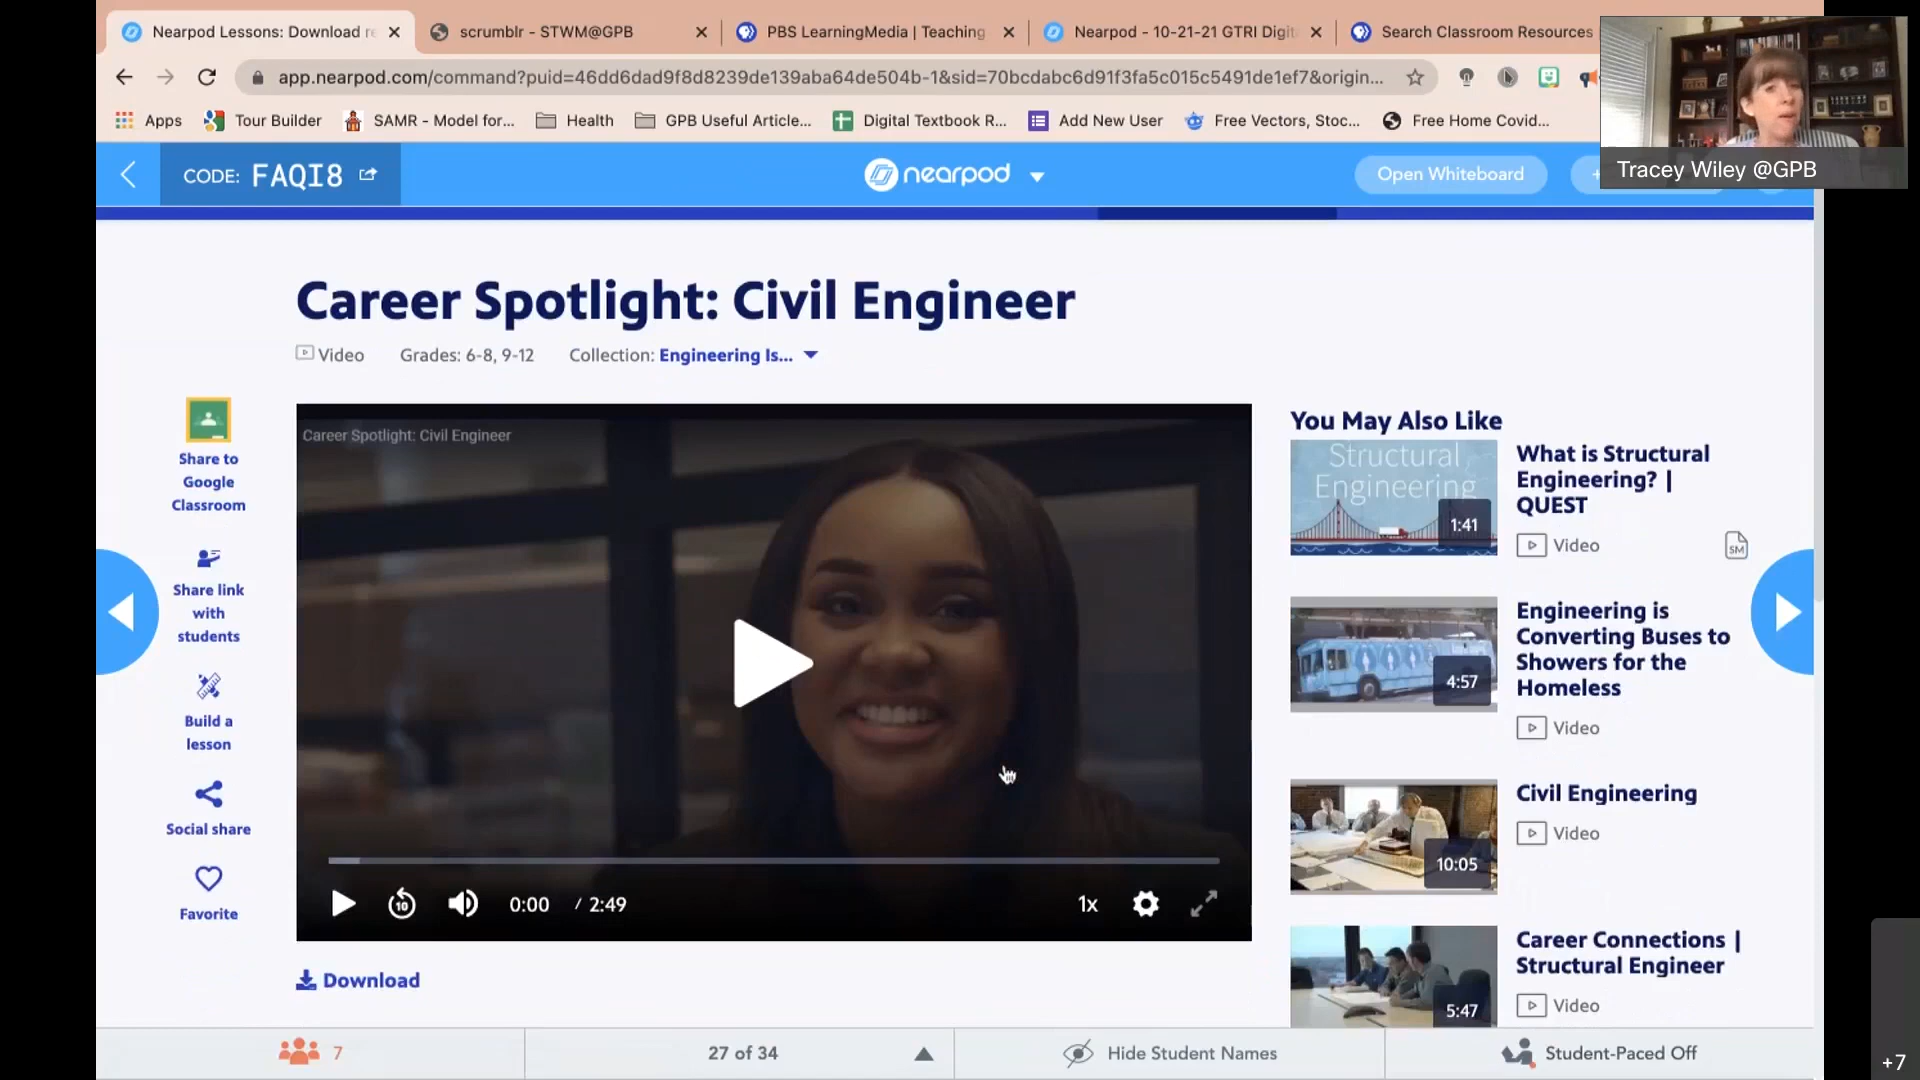 Nearpod Lessons: Download re
scrumblr - STWM@GPB
PBS LearningMedia | Teaching
Nearpod - 10-21-21 GTRI Digit
Search Classroom Resources
app.nearpod.com/command?puid=46dd6dad9f8d8239de139aba64de504b-1&sid=70bcdabc6d91f3fa5c015c5491de1ef7&origin...
Apps
Tour Builder
SAMR - Model for...
Health
GPB Useful Article...
Digital Textbook R...
Add New User
Free Vectors, Stoc...
Free Home Covid...
Tracey Wiley @GPB
CODE: FAQI8
nearpod
Open Whiteboard
+
Career Spotlight: Civil Engineer
Video
Grades: 6-8, 9-12
Collection: Engineering Is...
Share to
Google
Classroom
Share link
with
students
Build a
lesson
Social share
Favorite
Career Spotlight: Civil Engineer
10
0:00 / 2:49
1x
Download
You May Also Like
Structural
Engineering
1:41
What is Structural
Engineering? |
QUEST
Video
SM
4:57
Engineering is
Converting Buses to
Showers for the
Homeless
Video
10:05
Civil Engineering
Video
5:47
Career Connections |
Structural Engineer
Video
7
27 of 34
Hide Student Names
Student-Paced Off
+7